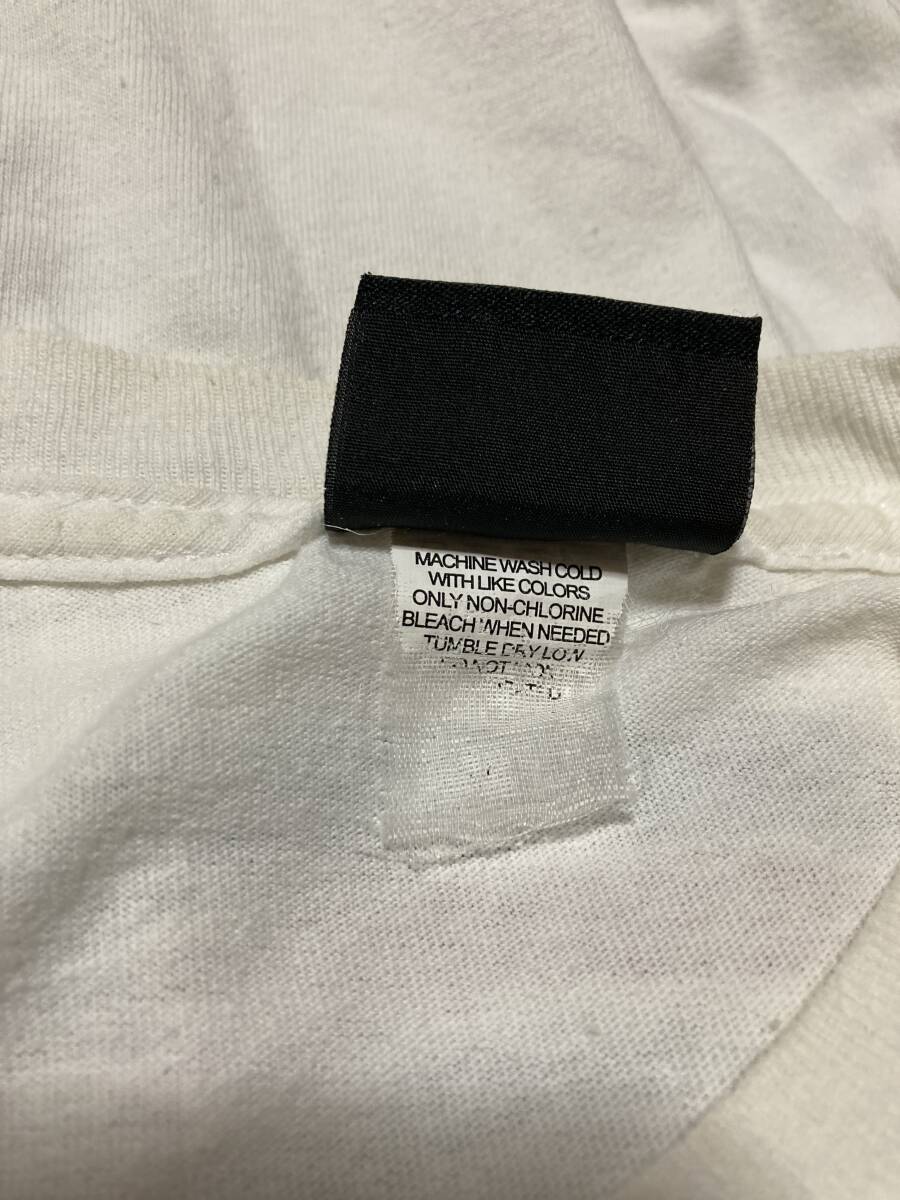 MACHINE WASH COLD
WITH LIKE COLORS
ONLY NON-CHLORINE
BLEACH WHEN NEEDED
TUMBLE DRY LOW